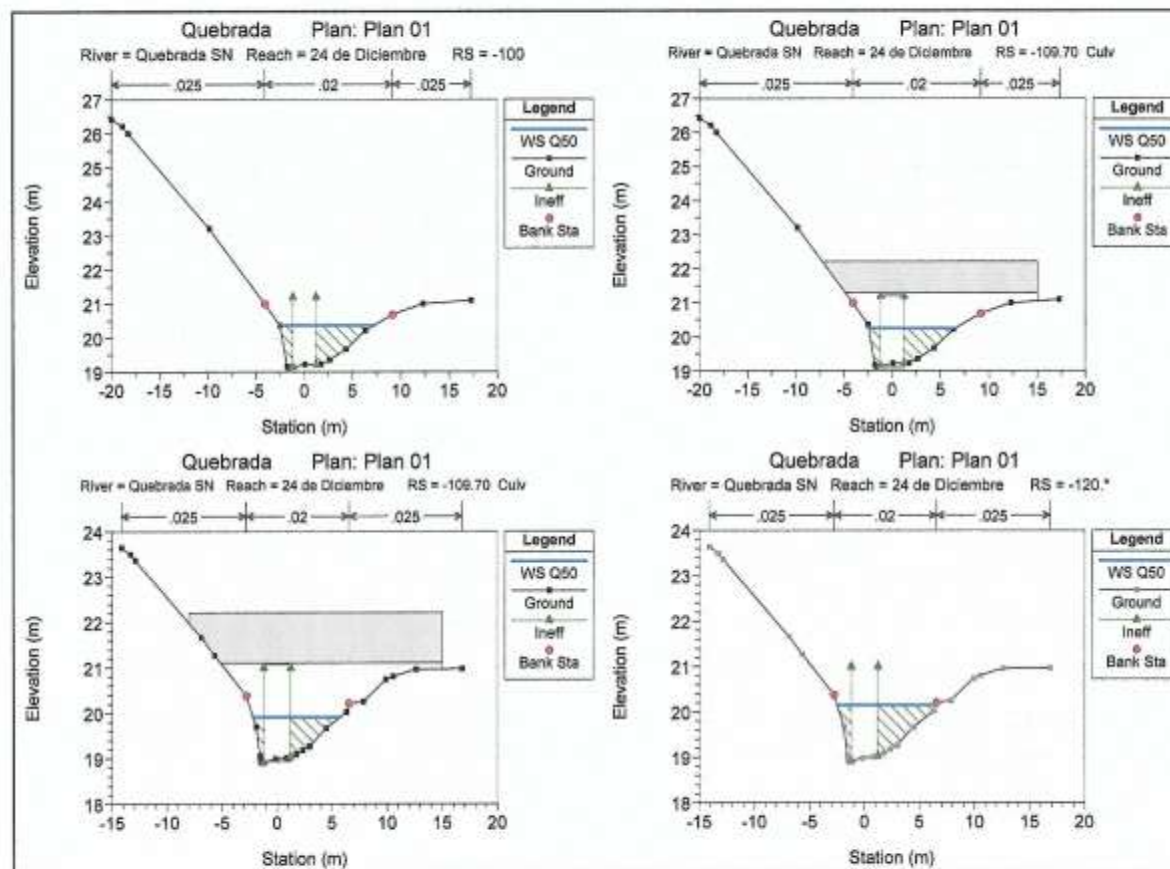 Quebrada Plan: Plan 01
River = Quebrada SN Reach = 24 de Diciembre RS = -100
.025 .02 .025
Legend
WS Q50
Ground
Ineff
Bank Sta
Elevation (m)
27
26
25
24
23
22
21
20
19
-20 -15 -10 -5 0 5 10 15 20
Station (m)
Quebrada Plan: Plan 01
River = Quebrada SN Reach = 24 de Diciembre RS = -109.70 Culv
.025 .02 .025
Legend
WS Q50
Ground
Ineff
Bank Sta
Elevation (m)
27
26
25
24
23
22
21
20
19
-20 -15 -10 -5 0 5 10 15 20
Station (m)
Quebrada Plan: Plan 01
River = Quebrada SN Reach = 24 de Diciembre RS = -109.70 Culv
.025 .02 .025
Legend
WS Q50
Ground
Ineff
Bank Sta
Elevation (m)
24
23
22
21
20
19
18
-15 -10 -5 0 5 10 15 20
Station (m)
Quebrada Plan: Plan 01
River = Quebrada SN Reach = 24 de Diciembre RS = -120.*
.025 .02 .025
Legend
WS Q50
Ground
Ineff
Bank Sta
Elevation (m)
24
23
22
21
20
19
18
-15 -10 -5 0 5 10 15 20
Station (m)